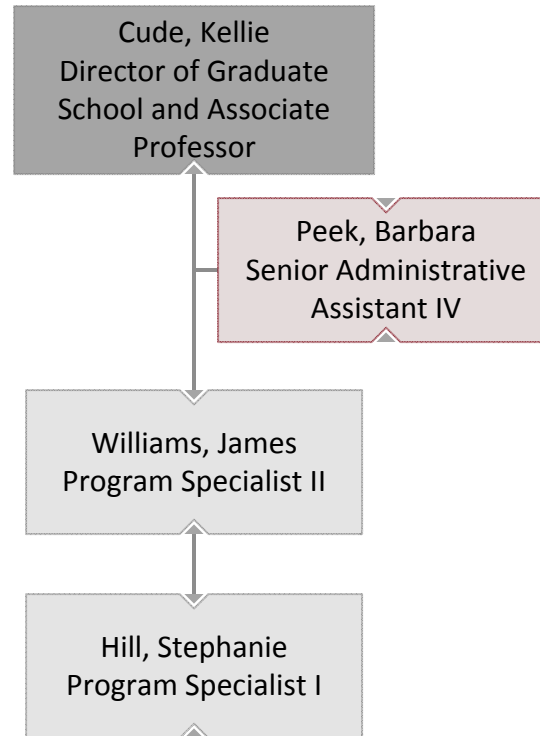 Cude, Kellie
Director of Graduate
School and Associate
Professor
Peek, Barbara
Senior Administrative
Assistant IV
Williams, James
Program Specialist II
Hill, Stephanie
Program Specialist I